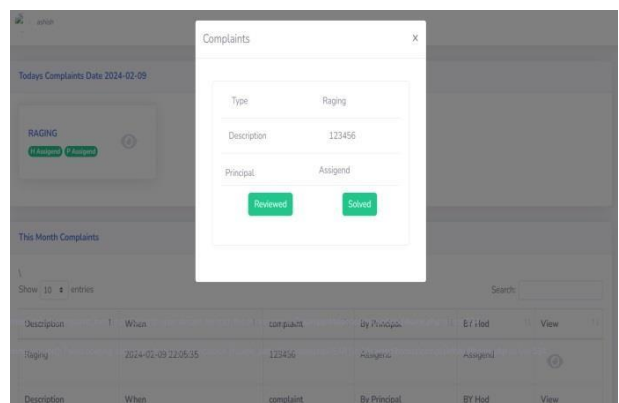 ashish
Complaints X
Todays Complaints Date 2024-02-09
Type Raging
RAGING
H Assigend P Assigend
Description 123456
Principal Assigend
Reviewed Solved
This Month Complaints
\
Show 10 entries Search:
Description When complaint By Principal BY Hod View
Raging 2024-02-09 22:05:35 123456 Assigend Assigend
Description When complaint By Principal BY Hod View